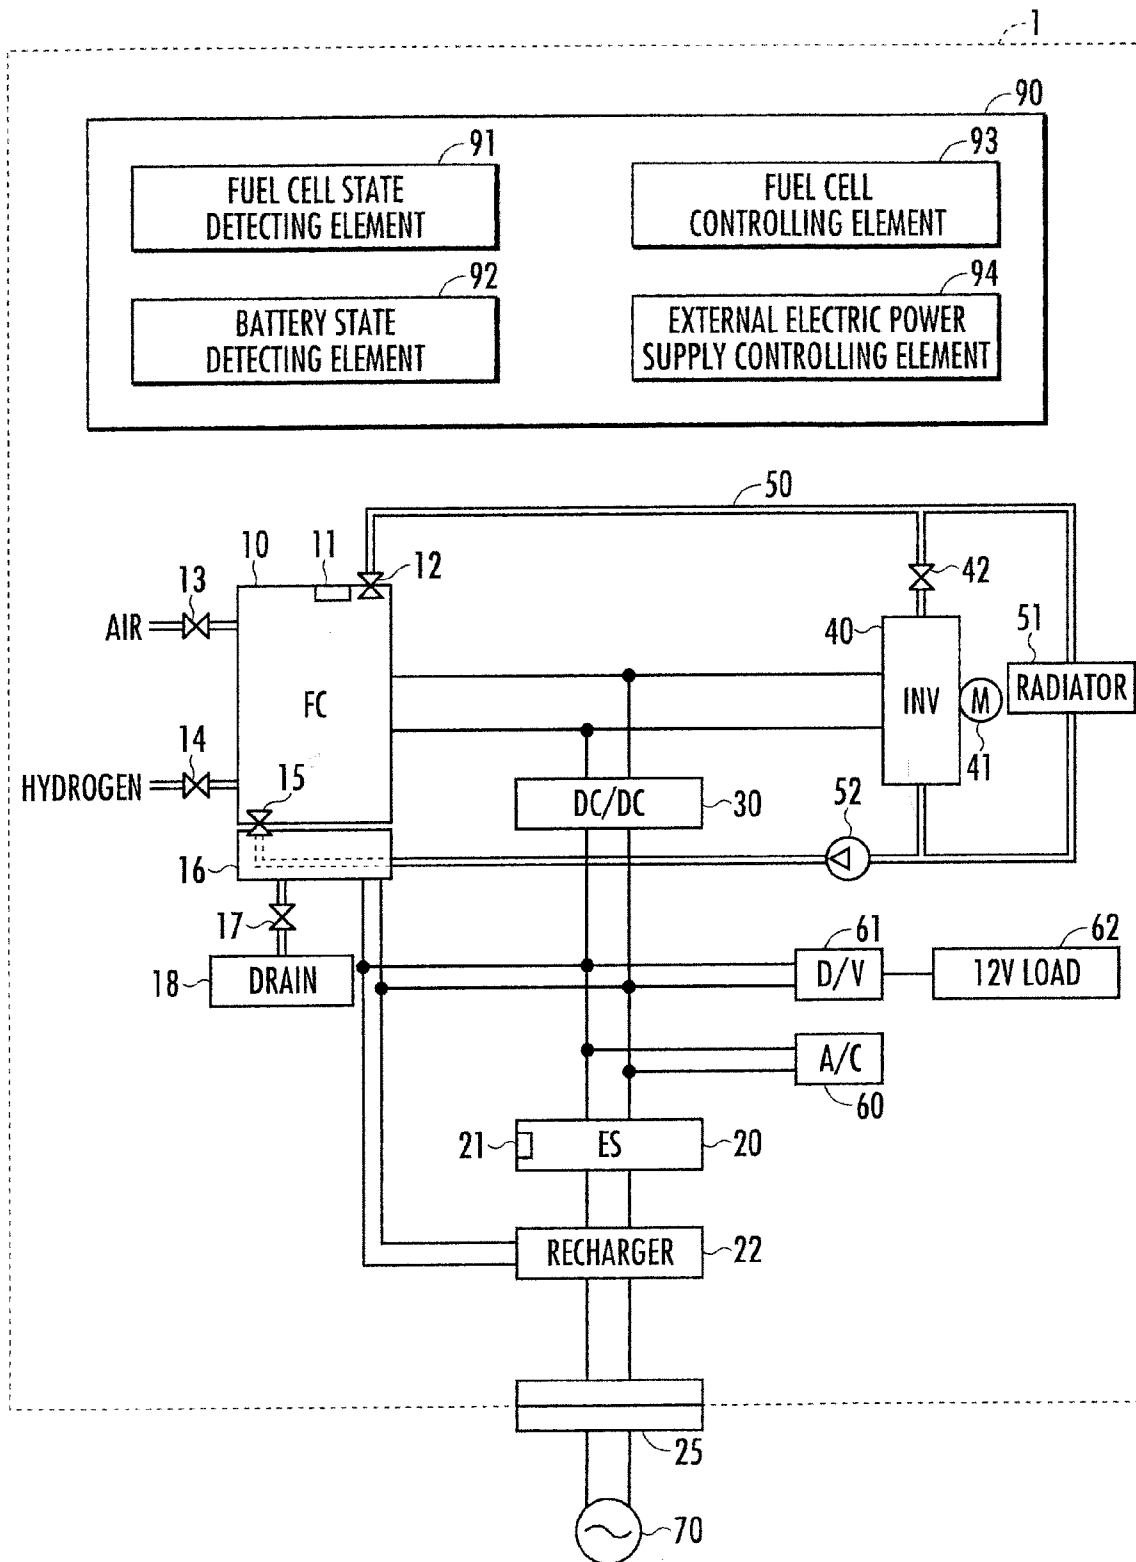 1
90
91
93
FUEL CELL STATE
DETECTING ELEMENT
FUEL CELL
CONTROLLING ELEMENT
92
94
BATTERY STATE
DETECTING ELEMENT
EXTERNAL ELECTRIC POWER
SUPPLY CONTROLLING ELEMENT
50
10
11
12
13
42
AIR
40
51
FC
INV
M
RADIATOR
14
15
41
HYDROGEN
DC/DC
30
52
16
17
61
62
18
DRAIN
D/V
12V LOAD
A/C
60
21
ES
20
RECHARGER
22
25
70